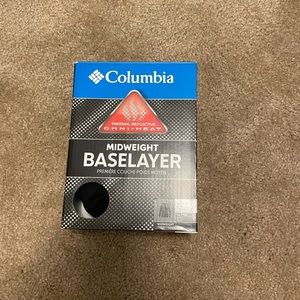 Columbia
THERMAL REFLECTIVE
OMNI-HEAT
MIDWEIGHT
BASELAYER
PREMIÈRE COUCHE POIDS MOYEN